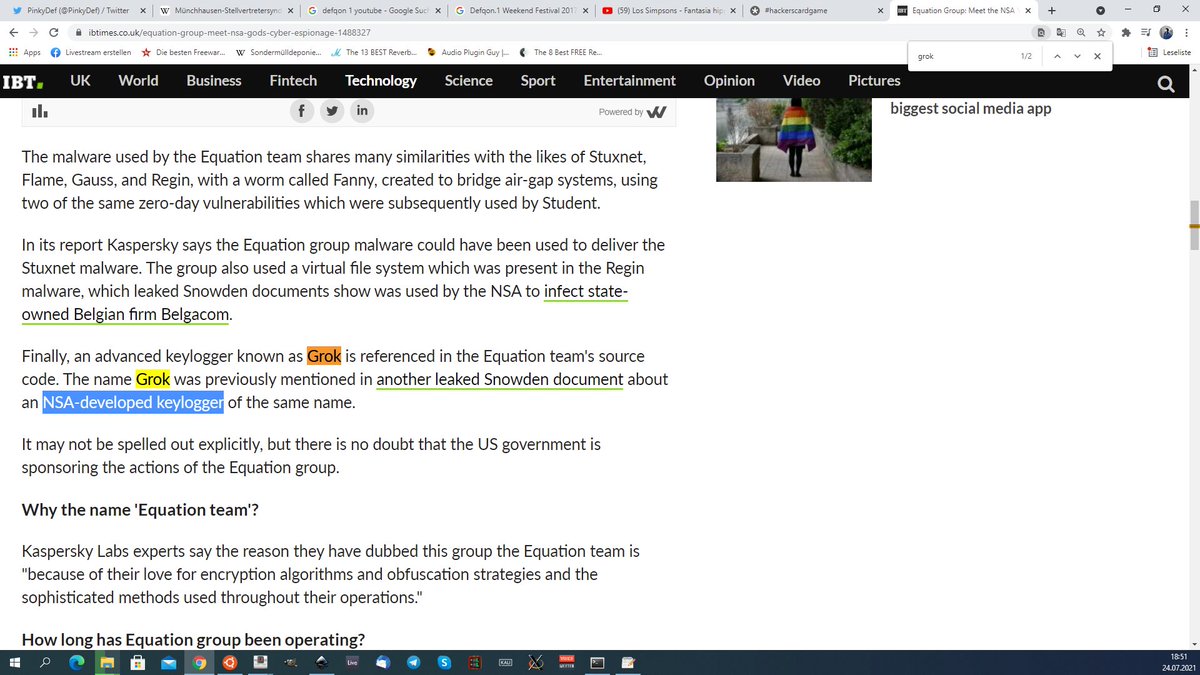 PinkyDef (@PinkyDef) / Twitter
Münchhausen-Stellvertretersyn
defqon 1 youtube - Google Such
Defqon.1 Weekend Festival 2017
(59) Los Simpsons - Fantasia hip
#hackerscardgame
Equation Group: Meet the NSA
ibtimes.co.uk/equation-group-meet-nsa-gods-cyber-espionage-1488327
Apps
Livestream erstellen
Die besten Freewar...
Sondermülldeponie...
The 13 BEST Reverb...
Audio Plugin Guy |...
The 8 Best FREE Re...
Leseliste
grok
1/2
IBT
UK
World
Business
Fintech
Technology
Science
Sport
Entertainment
Opinion
Video
Pictures
Powered by
biggest social media app
The malware used by the Equation team shares many similarities with the likes of Stuxnet,
Flame, Gauss, and Regin, with a worm called Fanny, created to bridge air-gap systems, using
two of the same zero-day vulnerabilities which were subsequently used by Student.
In its report Kaspersky says the Equation group malware could have been used to deliver the
Stuxnet malware. The group also used a virtual file system which was present in the Regin
malware, which leaked Snowden documents show was used by the NSA to infect state-
owned Belgian firm Belgacom.
Finally, an advanced keylogger known as Grok is referenced in the Equation team's source
code. The name Grok was previously mentioned in another leaked Snowden document about
an NSA-developed keylogger of the same name.
It may not be spelled out explicitly, but there is no doubt that the US government is
sponsoring the actions of the Equation group.
Why the name 'Equation team'?
Kaspersky Labs experts say the reason they have dubbed this group the Equation team is
"because of their love for encryption algorithms and obfuscation strategies and the
sophisticated methods used throughout their operations."
How long has Equation group been operating?
Live
KALI
18:51
24.07.2021